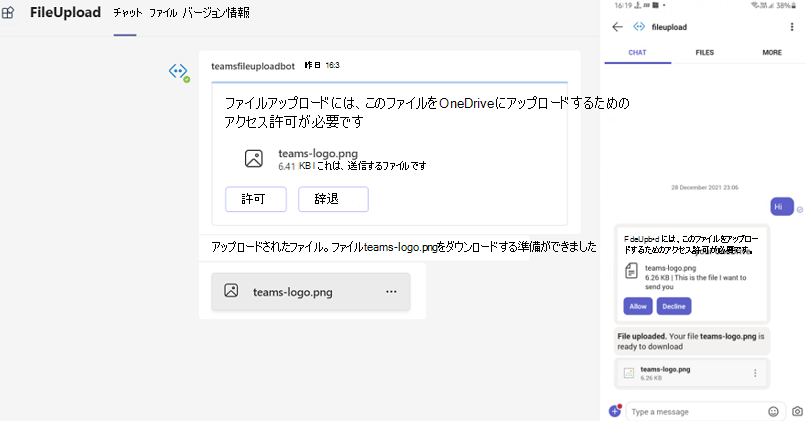 FileUpload チャット ファイル バージョン情報
teamsfileuploadbot 昨日 16:3
ファイルアップロードには、このファイルをOneDriveにアップロードするための
アクセス許可が必要です
teams-logo.png
6.41 KB | これは、送信するファイルです
許可 辞退
アップロードされたファイル。ファイルteams-logo.pngをダウンロードする準備ができました
teams-logo.png
16:19 38%
fileupload
CHAT FILES MORE
28 December 2021 23:06
Hi
には、このファイルをアップロー
ドするためのアクセス許可が必要です。
teams-logo.png
6.26 KB | This is the file I want to
send you
Allow Decline
File uploaded. Your file teams-logo.png is
ready to download
teams-logo.png
6.26 KB
Type a message